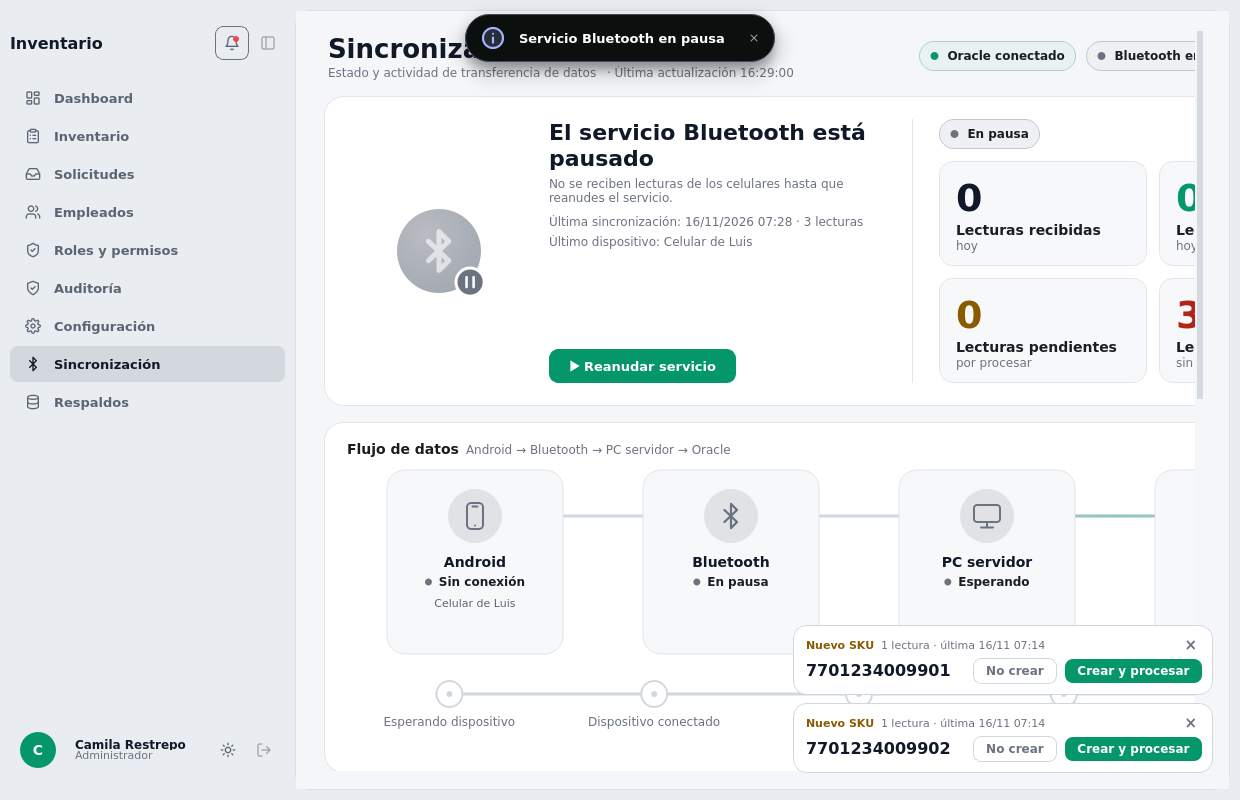 Inventario
Dashboard
Inventario
Solicitudes
Empleados
Roles y permisos
Auditoría
Configuración
Sincronización
Respaldos
C
Camila Restrepo
Administrador
Servicio Bluetooth en pausa
Estado y actividad de transferencia de datos · Última actualización 16:29:00
Oracle conectado
Bluetooth
El servicio Bluetooth está
pausado
No se reciben lecturas de los celulares hasta que
reanudes el servicio.
Última sincronización: 16/11/2026 07:28 · 3 lecturas
Último dispositivo: Celular de Luis
Reanudar servicio
En pausa
0
Lecturas recibidas
hoy
0
hoy
0
Lecturas pendientes
por procesar
3
sin
Flujo de datos Android → Bluetooth → PC servidor → Oracle
Android
Sin conexión
Celular de Luis
Bluetooth
En pausa
PC servidor
Esperando
Esperando dispositivo
Dispositivo conectado
Nuevo SKU 1 lectura · última 16/11 07:14
7701234009901
No crear
Crear y procesar
Nuevo SKU 1 lectura · última 16/11 07:14
7701234009902
No crear
Crear y procesar